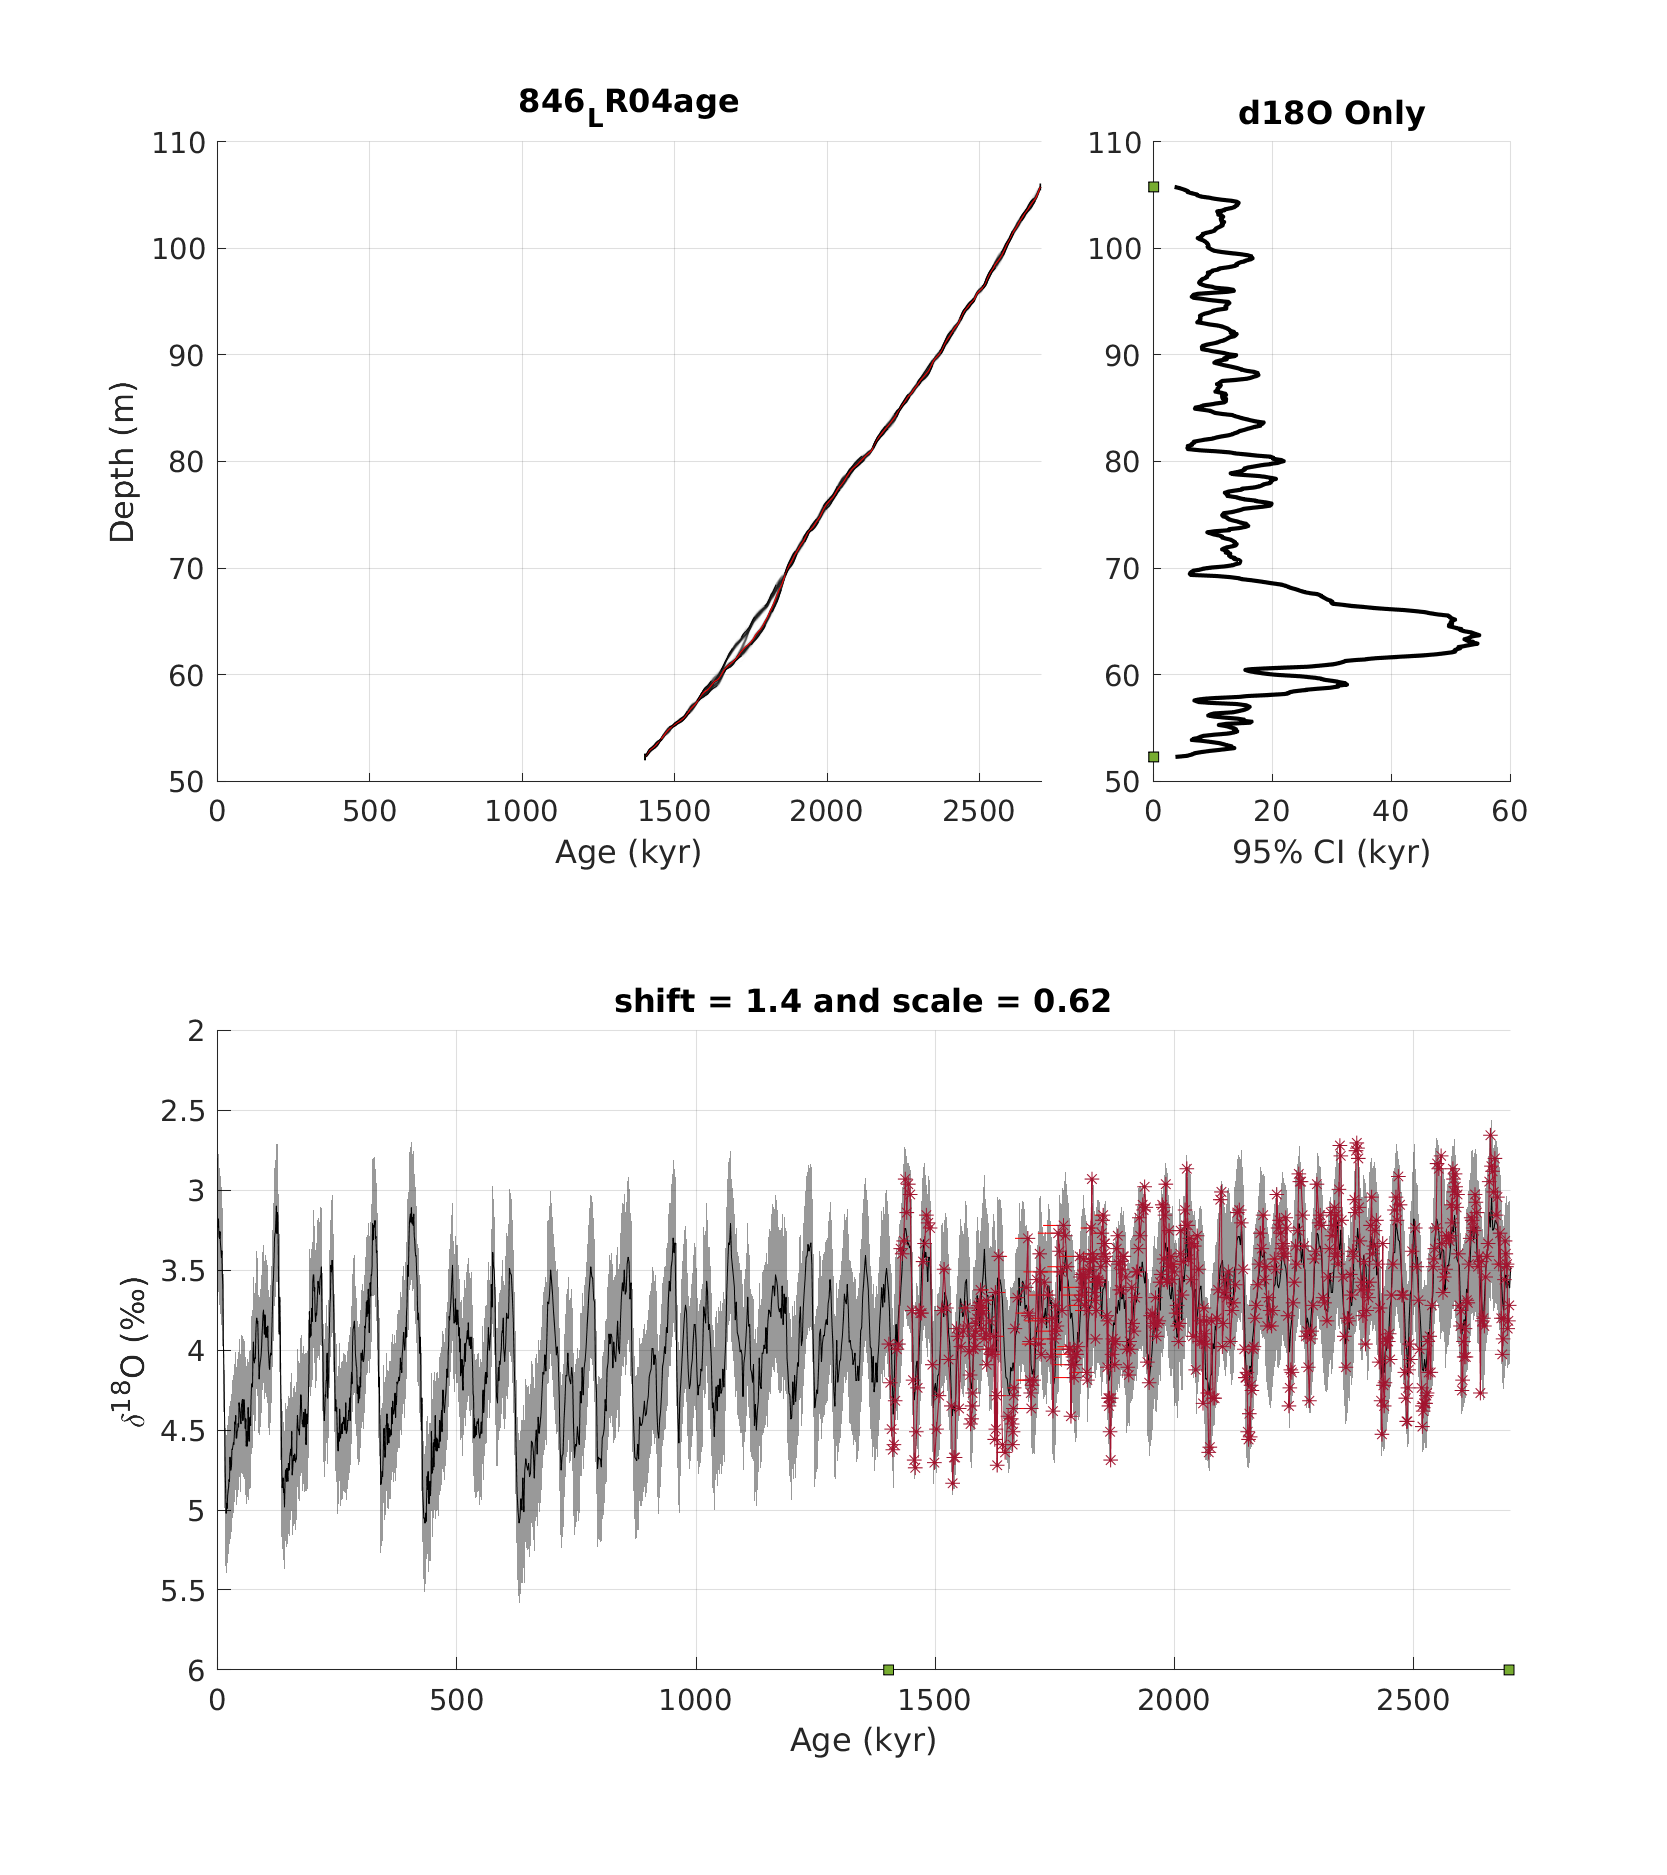 846_LR04age
110
100
90
80
70
60
50
Depth (m)
0 500 1000 1500 2000 2500
Age (kyr)
d18O Only
110
100
90
80
70
60
50
0 20 40 60
95% CI (kyr)
shift = 1.4 and scale = 0.62
2
2.5
3
3.5
4
4.5
5
5.5
6
δ18O (‰)
0 500 1000 1500 2000 2500
Age (kyr)